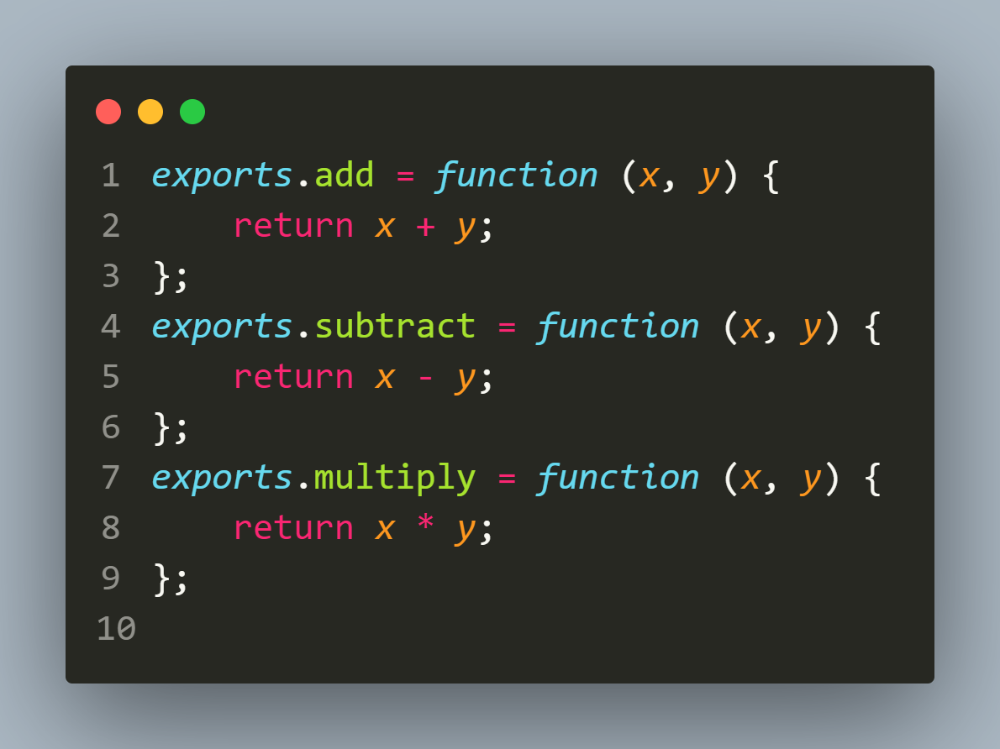 1 exports.add = function (x, y) {
2     return x + y;
3 };
4 exports.subtract = function (x, y) {
5     return x - y;
6 };
7 exports.multiply = function (x, y) {
8     return x * y;
9 };
10